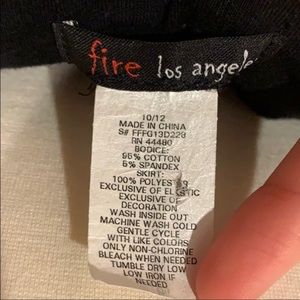 fire los angeles
10/12
MADE IN CHINA
S# FFFG13D229
RN 44480
BODICE:
95% COTTON
5% SPANDEX
SKIRT:
100% POLYESTER
EXCLUSIVE OF ELASTIC
EXCLUSIVE OF
DECORATION
WASH INSIDE OUT
MACHINE WASH COLD
GENTLE CYCLE
WITH LIKE COLORS
ONLY NON-CHLORINE
BLEACH WHEN NEEDED
TUMBLE DRY LOW
LOW IRON IF
NEEDED